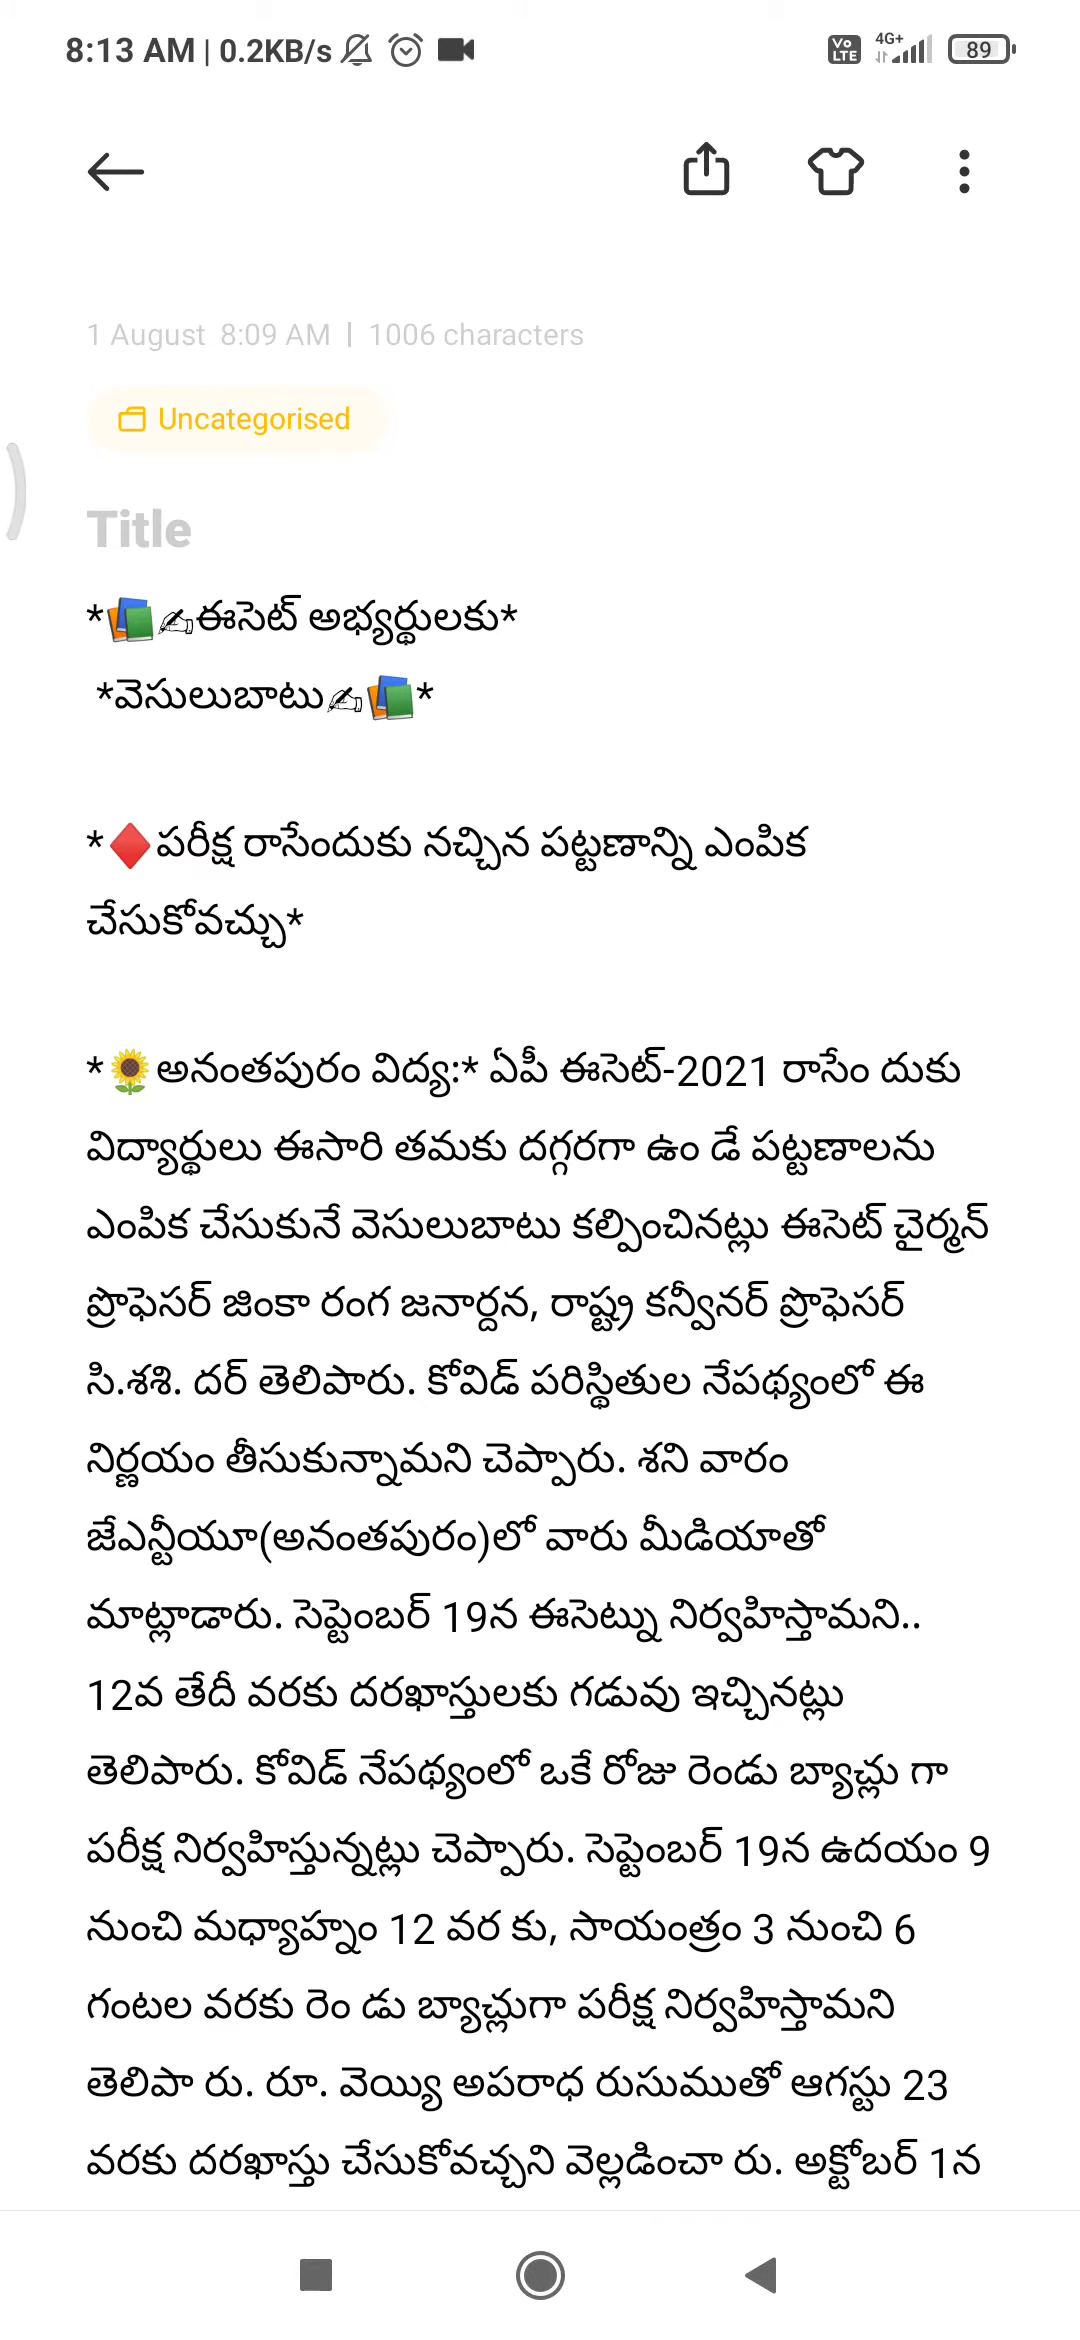 8:13 AM | 0.2KB/s
Vo LTE 4G+ 89
1 August 8:09 AM | 1006 characters
Uncategorised
Title
*📚✍ఈసెట్ అభ్యర్థులకు*
*వెసులుబాటు✍📚*
*♦️పరీక్ష రాసేందుకు నచ్చిన పట్టణాన్ని ఎంపిక
చేసుకోవచ్చు*
*🌻అనంతపురం విద్య:* ఏపీ ఈసెట్-2021 రాసేం దుకు
విద్యార్థులు ఈసారి తమకు దగ్గరగా ఉం డే పట్టణాలను
ఎంపిక చేసుకునే వెసులుబాటు కల్పించినట్లు ఈసెట్ చైర్మన్
ప్రొఫెసర్ జింకా రంగ జనార్దన, రాష్ట్ర కన్వీనర్ ప్రొఫెసర్
సి.శశి. దర్ తెలిపారు. కోవిడ్ పరిస్థితుల నేపథ్యంలో ఈ
నిర్ణయం తీసుకున్నామని చెప్పారు. శని వారం
జేఎన్టీయూ(అనంతపురం)లో వారు మీడియాతో
మాట్లాడారు. సెప్టెంబర్ 19న ఈసెట్ను నిర్వహిస్తామని..
12వ తేదీ వరకు దరఖాస్తులకు గడువు ఇచ్చినట్లు
తెలిపారు. కోవిడ్ నేపథ్యంలో ఒకే రోజు రెండు బ్యాచ్లు గా
పరీక్ష నిర్వహిస్తున్నట్లు చెప్పారు. సెప్టెంబర్ 19న ఉదయం 9
నుంచి మధ్యాహ్నం 12 వర కు, సాయంత్రం 3 నుంచి 6
గంటల వరకు రెం డు బ్యాచ్లుగా పరీక్ష నిర్వహిస్తామని
తెలిపా రు. రూ. వెయ్యి అపరాధ రుసుముతో ఆగస్టు 23
వరకు దరఖాస్తు చేసుకోవచ్చని వెల్లడించా రు. అక్టోబర్ 1న